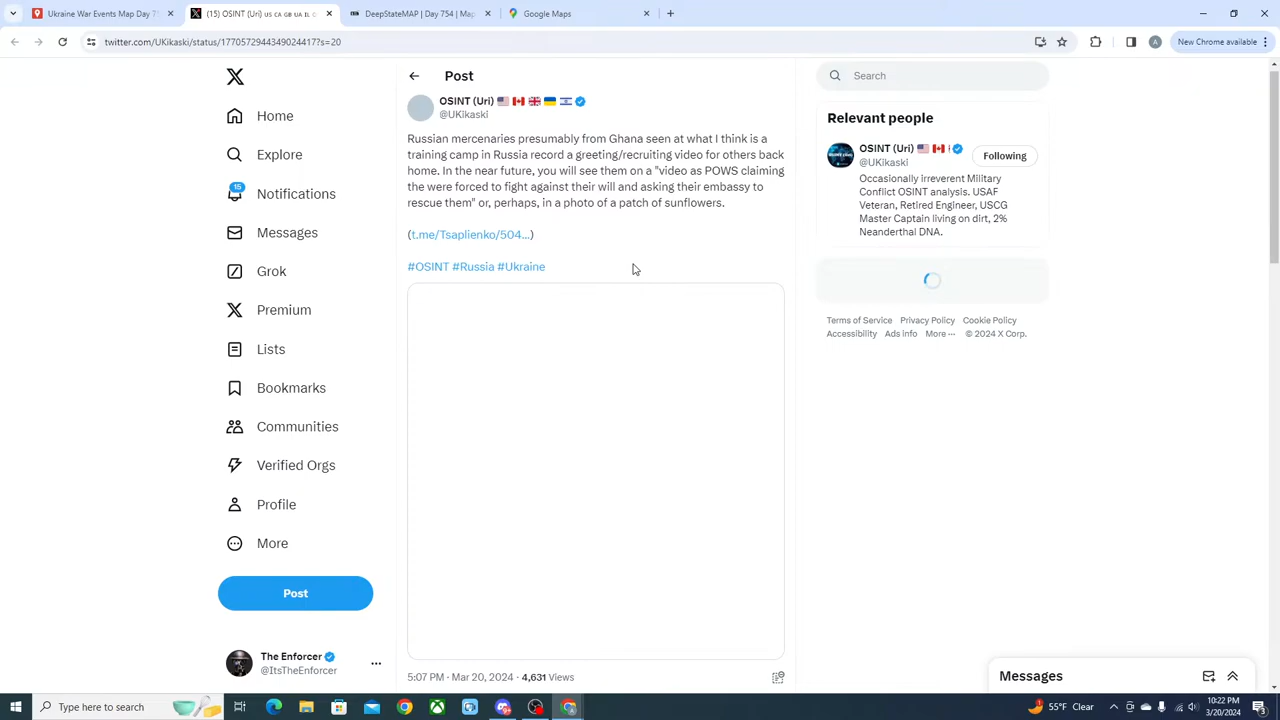 Ukraine War Events Map Day 7
(15) OSINT (Uri) us CA GB UA IL
DeepStateMAP | Day 754 | Map
Google Maps
twitter.com/UKikaski/status/1770572944349024417?s=20
New Chrome available
Home
Explore
15
Notifications
Messages
Grok
Premium
Lists
Bookmarks
Communities
Verified Orgs
Profile
More
Post
The Enforcer
@ItsTheEnforcer
Post
OSINT (Uri)
@UKikaski
Russian mercenaries presumably from Ghana seen at what I think is a
training camp in Russia record a greeting/recruiting video for others back
home. In the near future, you will see them on a "video as POWS claiming
the were forced to fight against their will and asking their embassy to
rescue them" or, perhaps, in a photo of a patch of sunflowers.
(t.me/Tsaplienko/504...)
#OSINT #Russia #Ukraine
5:07 PM · Mar 20, 2024 · 4,631 Views
Search
Relevant people
OSINT (Uri)
@UKikaski
Following
Occasionally irreverent Military
Conflict OSINT analysis. USAF
Veteran, Retired Engineer, USCG
Master Captain living on dirt, 2%
Neanderthal DNA.
Terms of Service Privacy Policy Cookie Policy
Accessibility Ads info More ··· © 2024 X Corp.
Messages
Type here to search
55°F Clear
10:22 PM
3/20/2024